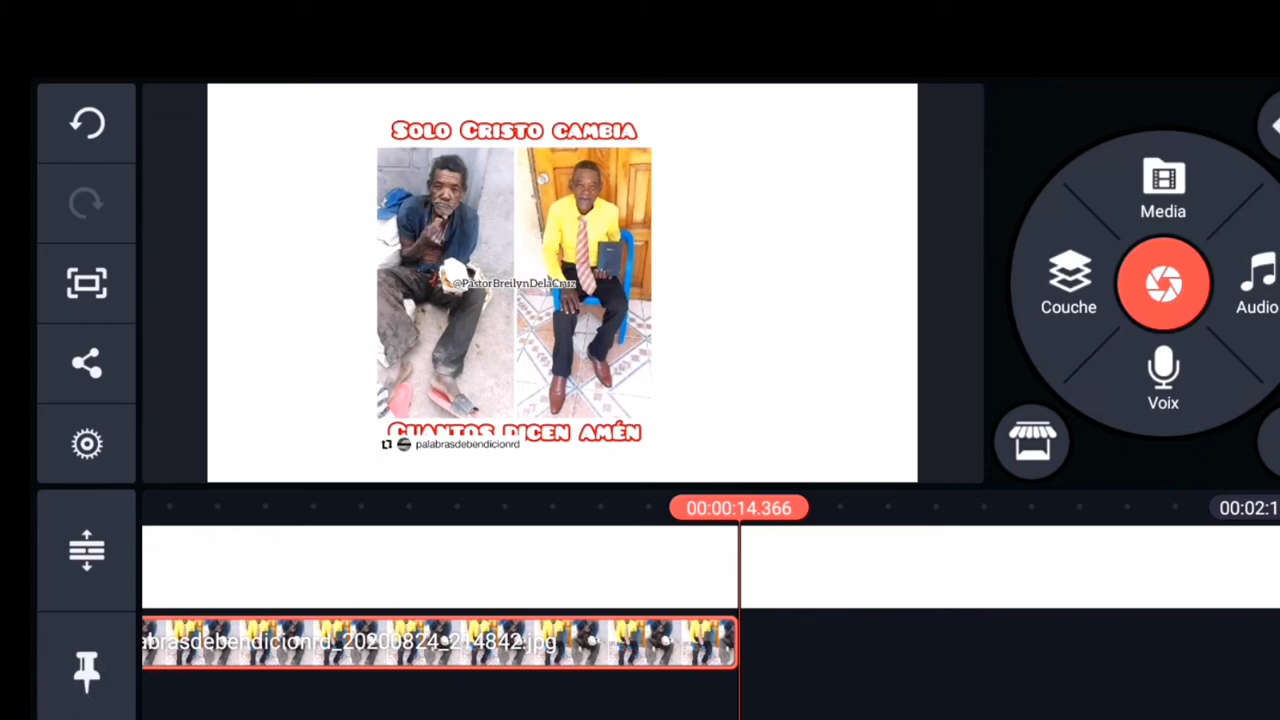 SOLO CRISTO CAMBIA
@PastorBreilynDelaCruz
CUANTOS DICEN AMÉN
palabrasdebendicionrd
Media
Couche
Audio
Voix
00:00:14.366
00:02:1
abrasdebendicionrd_20200824_214842.jpg